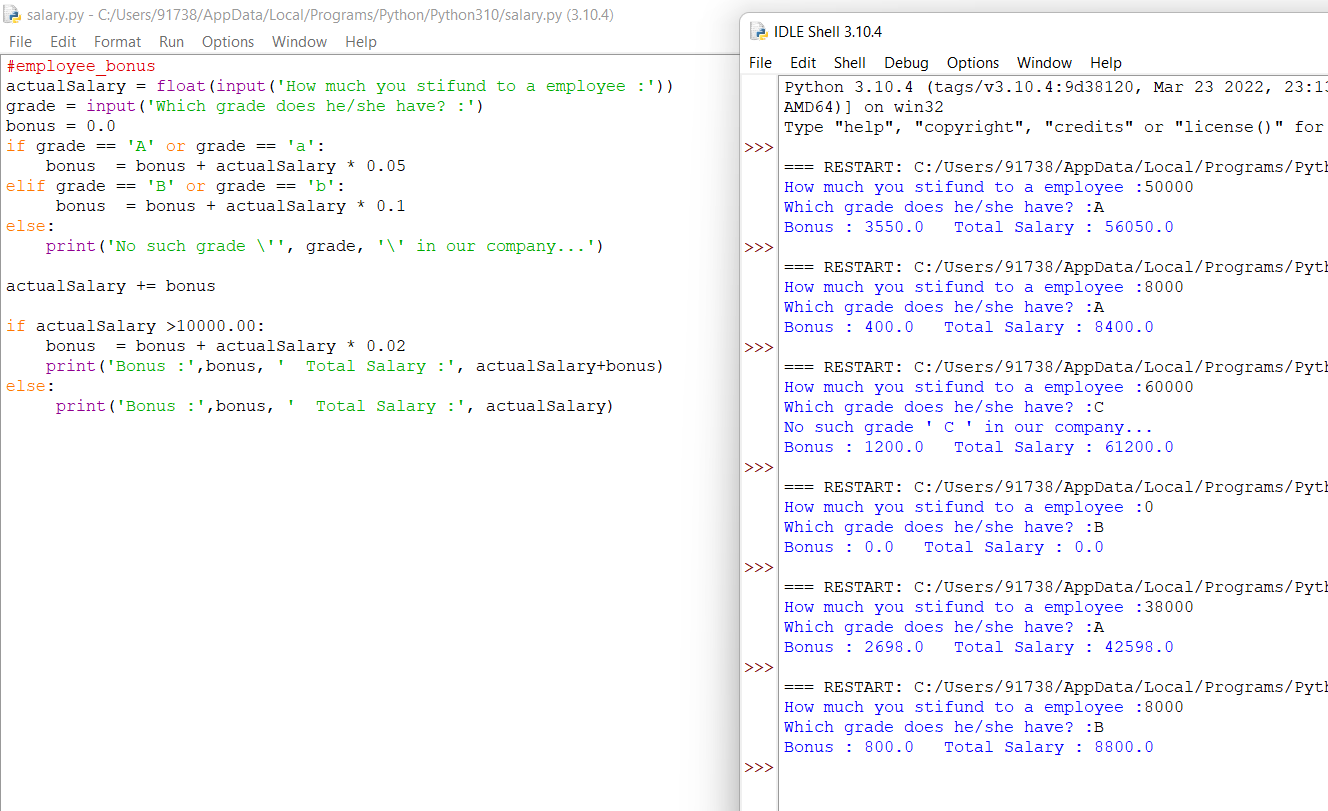 salary.py - C:/Users/91738/AppData/Local/Programs/Python/Python310/salary.py (3.10.4)
File Edit Format Run Options Window Help
#employee_bonus
actualSalary = float(input('How much you stifund to a employee :'))
grade = input('Which grade does he/she have? :')
bonus = 0.0
if grade == 'A' or grade == 'a':
    bonus  = bonus + actualSalary * 0.05
elif grade == 'B' or grade == 'b':
     bonus  = bonus + actualSalary * 0.1
else:
    print('No such grade \'', grade, '\' in our company...')
actualSalary += bonus
if actualSalary >10000.00:
    bonus  = bonus + actualSalary * 0.02
    print('Bonus :',bonus, '  Total Salary :', actualSalary+bonus)
else:
     print('Bonus :',bonus, '  Total Salary :', actualSalary)
IDLE Shell 3.10.4
File Edit Shell Debug Options Window Help
Python 3.10.4 (tags/v3.10.4:9d38120, Mar 23 2022, 23:13
AMD64)] on win32
Type "help", "copyright", "credits" or "license()" for
>>>
=== RESTART: C:/Users/91738/AppData/Local/Programs/Pyth
How much you stifund to a employee :50000
Which grade does he/she have? :A
Bonus : 3550.0   Total Salary : 56050.0
>>>
=== RESTART: C:/Users/91738/AppData/Local/Programs/Pyth
How much you stifund to a employee :8000
Which grade does he/she have? :A
Bonus : 400.0   Total Salary : 8400.0
>>>
=== RESTART: C:/Users/91738/AppData/Local/Programs/Pyth
How much you stifund to a employee :60000
Which grade does he/she have? :C
No such grade ' C ' in our company...
Bonus : 1200.0   Total Salary : 61200.0
>>>
=== RESTART: C:/Users/91738/AppData/Local/Programs/Pyth
How much you stifund to a employee :0
Which grade does he/she have? :B
Bonus : 0.0   Total Salary : 0.0
>>>
=== RESTART: C:/Users/91738/AppData/Local/Programs/Pyth
How much you stifund to a employee :38000
Which grade does he/she have? :A
Bonus : 2698.0   Total Salary : 42598.0
>>>
=== RESTART: C:/Users/91738/AppData/Local/Programs/Pyth
How much you stifund to a employee :8000
Which grade does he/she have? :B
Bonus : 800.0   Total Salary : 8800.0
>>>